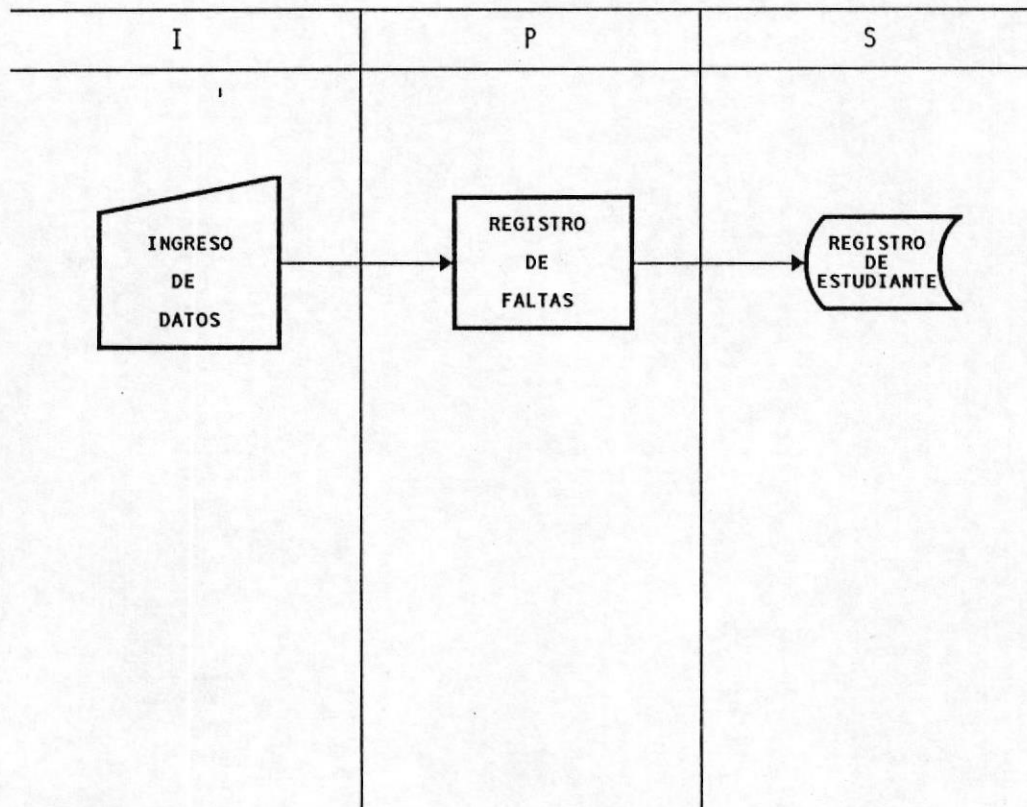 I P S
INGRESO
DE
DATOS
REGISTRO
DE
FALTAS
REGISTRO
DE
ESTUDIANTE